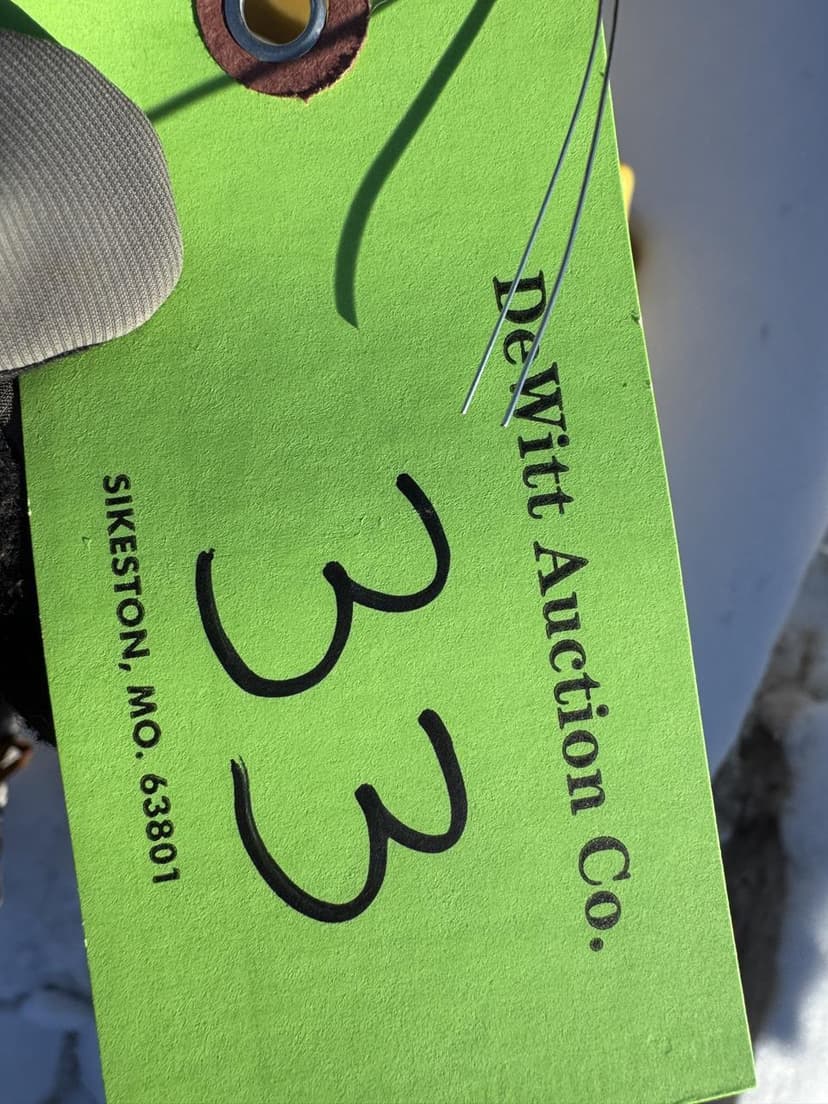 DeWitt Auction Co.
33
SIKESTON, MO. 63801